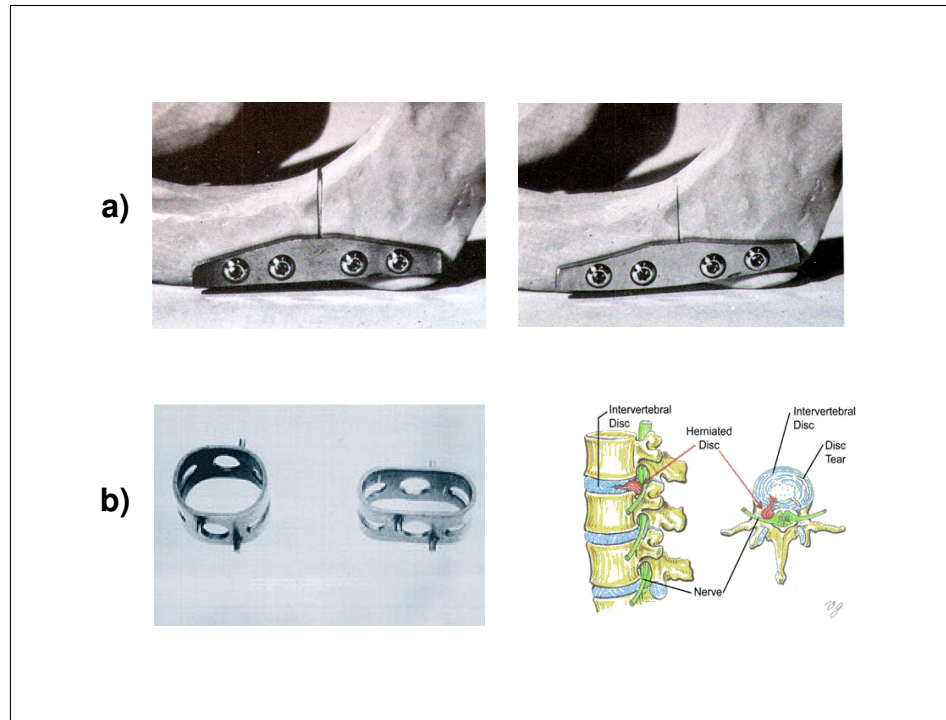 a)
b)
Intervertebral
Disc
Herniated
Disc
Nerve
Intervertebral
Disc
Disc
Tear